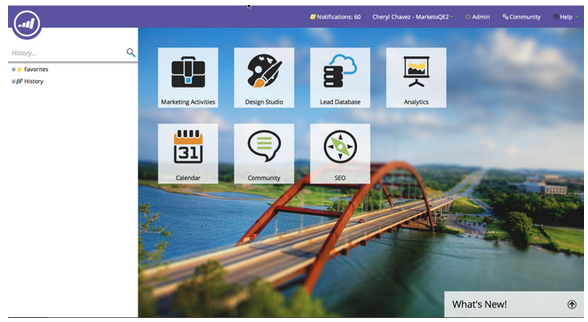 Notifications: 60 Cheryl Chavez - MarketoQE2 Admin Community Help
History...
Favorites
History
Marketing Activities Design Studio Lead Database Analytics
31
Calendar Community SEO
What's New!